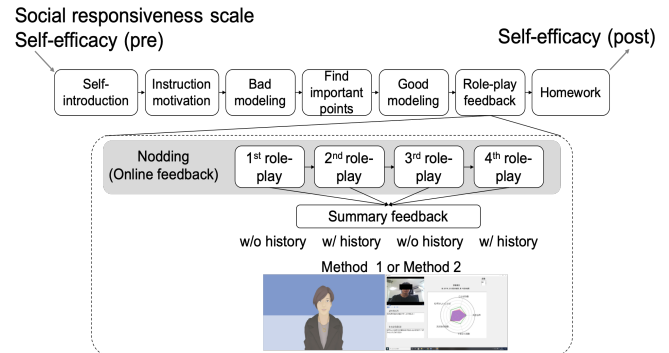 Social responsiveness scale
Self-efficacy (pre)
Self-efficacy (post)
Self-
introduction
Instruction
motivation
Bad
modeling
Find
important
points
Good
modeling
Role-play
feedback
Homework
Nodding
(Online feedback)
1st role-
play
2nd role-
play
3rd role-
play
4th role-
play
Summary feedback
w/o history w/ history w/o history w/ history
Method 1 or Method 2